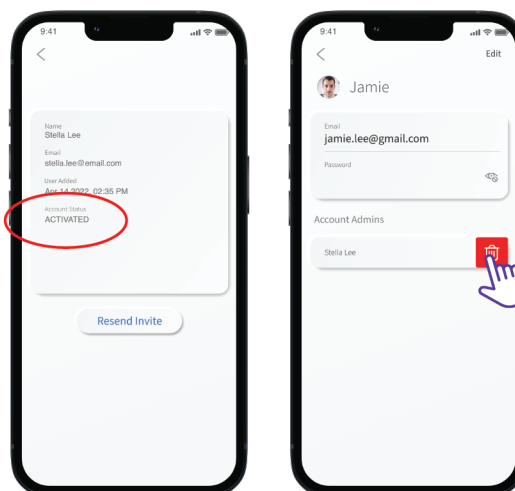 9:41
Name
Stella Lee
Email
stella.lee@email.com
User Added
Apr 14 2022, 02:35 PM
Account Status
ACTIVATED
Resend Invite
9:41
Edit
Jamie
Email
jamie.lee@gmail.com
Password
Account Admins
Stella Lee